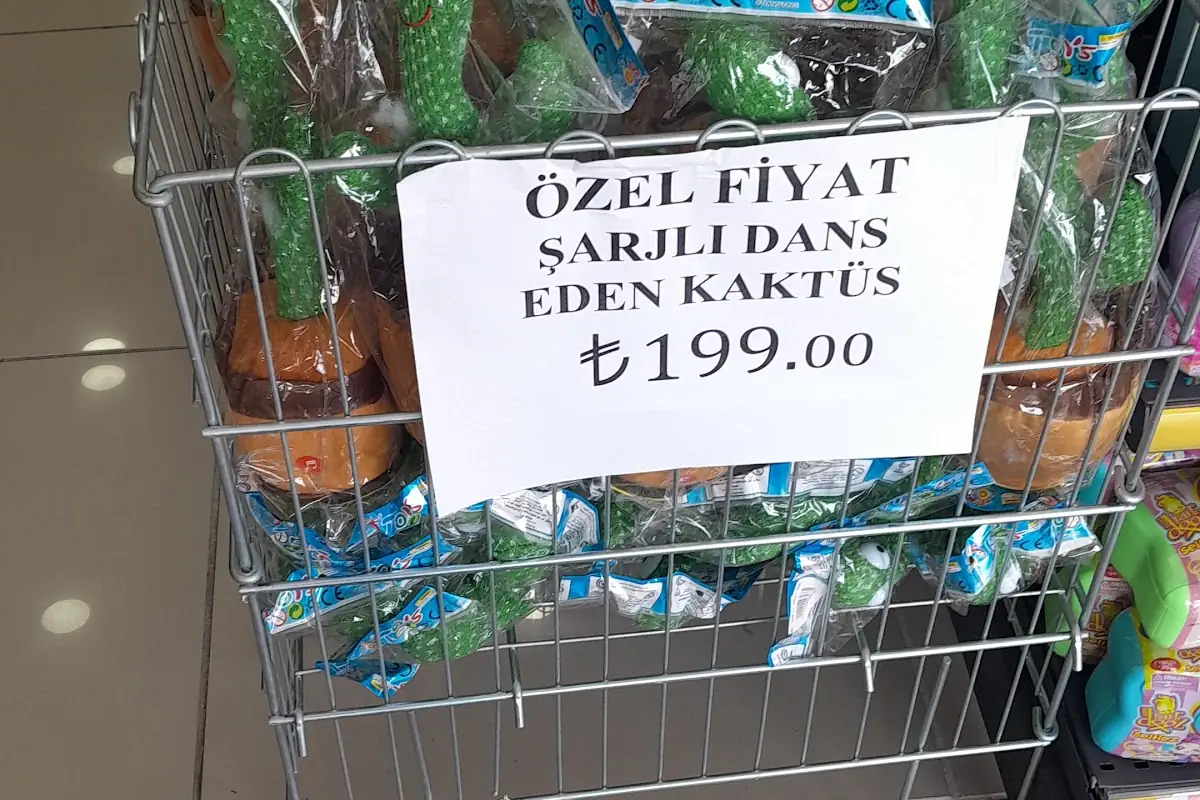 ÖZEL FİYAT
ŞARJLI DANS
EDEN KAKTÜS
₺199.00